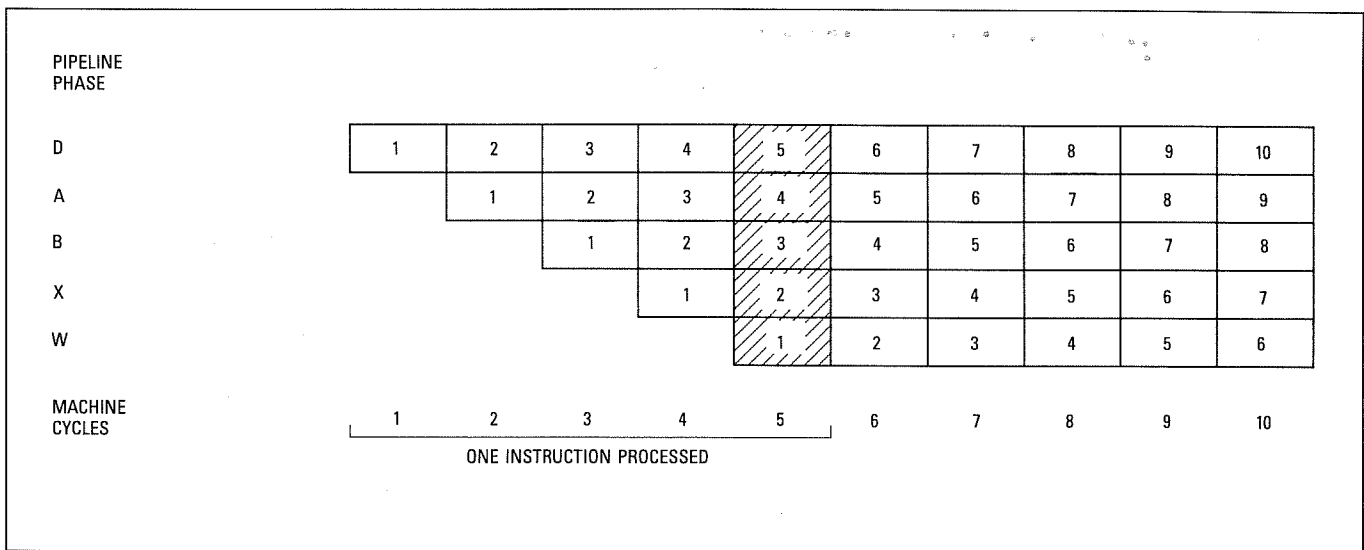 PIPELINE
PHASE
D 1 2 3 4 5 6 7 8 9 10
A 1 2 3 4 5 6 7 8 9
B 1 2 3 4 5 6 7 8
X 1 2 3 4 5 6 7
W 1 2 3 4 5 6
MACHINE
CYCLES 1 2 3 4 5 6 7 8 9 10
ONE INSTRUCTION PROCESSED